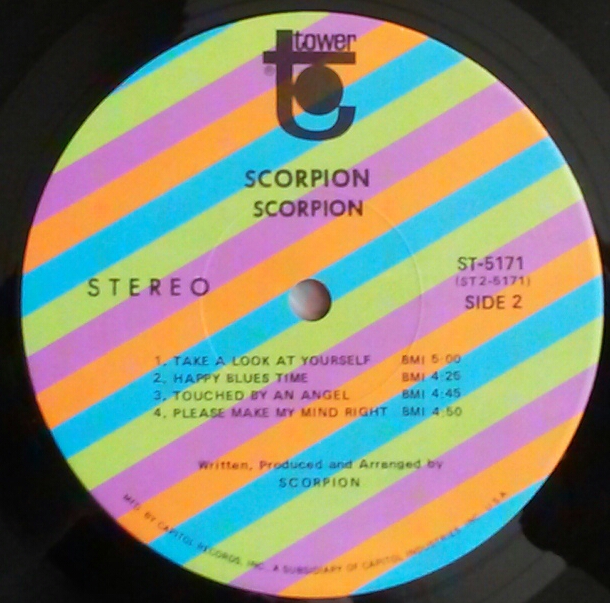 tower
®
SCORPION
SCORPION
STEREO
ST-5171
(ST2-5171)
SIDE 2
1. TAKE A LOOK AT YOURSELF BMI 5:00
2. HAPPY BLUES TIME BMI 4:25
3. TOUCHED BY AN ANGEL BMI 4:45
4. PLEASE MAKE MY MIND RIGHT BMI 4:50
Written, Produced and Arranged by
SCORPION
MFD. BY CAPITOL RECORDS, INC., A SUBSIDIARY OF CAPITOL INDUSTRIES, INC., U.S.A.